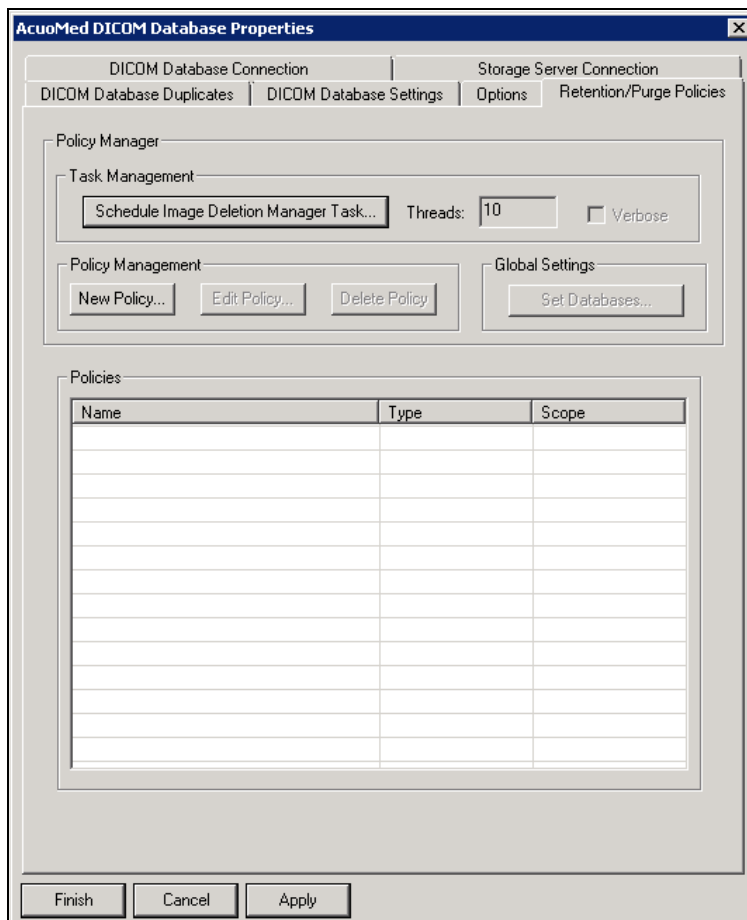 AcuoMed DICOM Database Properties
DICOM Database Connection
Storage Server Connection
DICOM Database Duplicates
DICOM Database Settings
Options
Retention/Purge Policies
Policy Manager
Task Management
Schedule Image Deletion Manager Task...
Threads:
10
Verbose
Policy Management
Global Settings
New Policy...
Edit Policy...
Delete Policy
Set Databases...
Policies
Name
Type
Scope
Finish
Cancel
Apply